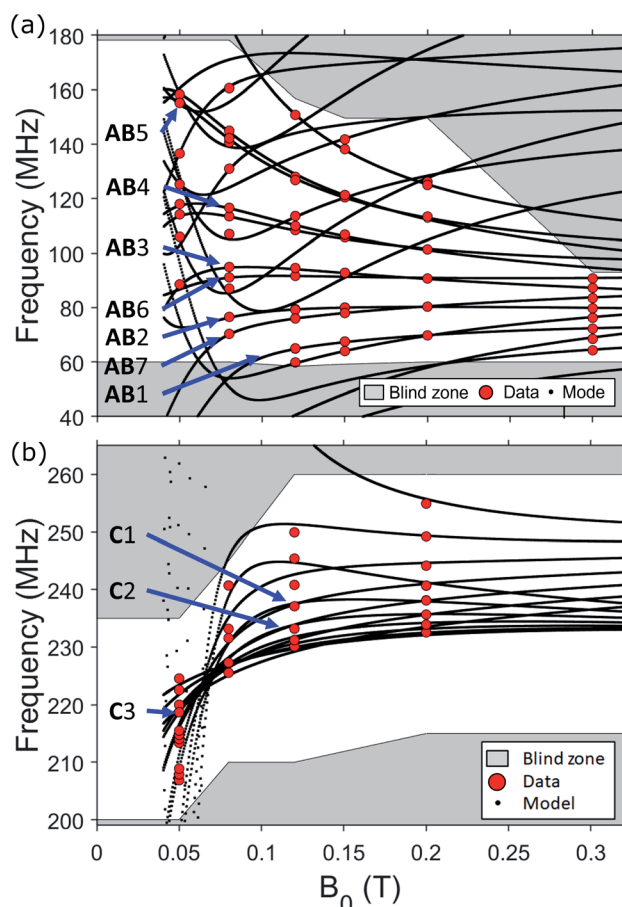 (a)
180
160
140
120
100
80
60
40
Frequency (MHz)
AB5
AB4
AB3
AB6
AB2
AB7
AB1
Blind zone Data Mode
(b)
260
250
240
230
220
210
200
Frequency (MHz)
C1
C2
C3
Blind zone
Data
Model
0 0.05 0.1 0.15 0.2 0.25 0.3
B0 (T)